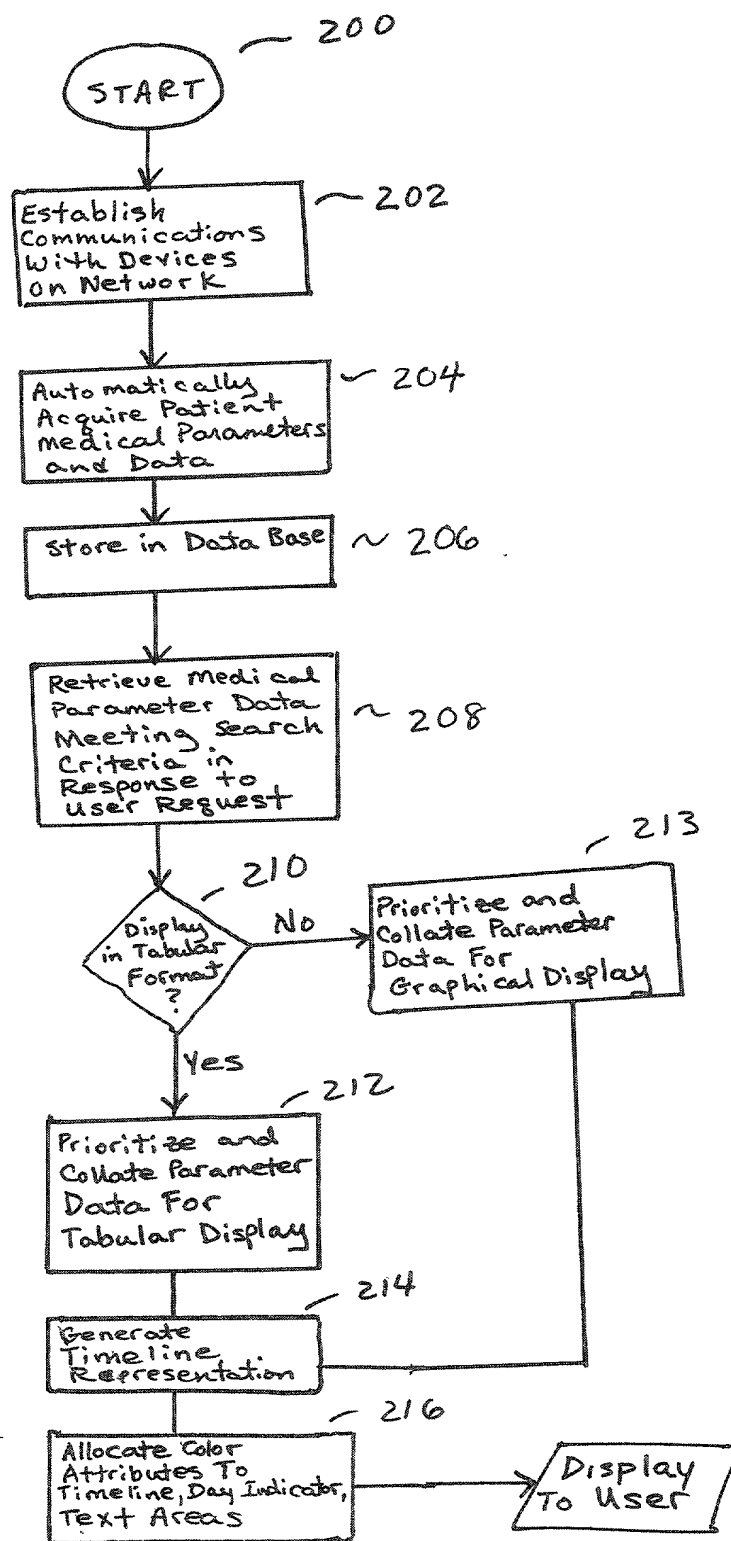 200
START
202
Establish
Communications
With Devices
on Network
204
Automatically
Acquire Patient
Medical Parameters
and Data
206
Store in Data Base
208
Retrieve Medical
Parameter Data
Meeting Search
Criteria in
Response to
User Request
210
Display
in Tabular
Format
?
No
213
Prioritize and
Collate Parameter
Data For
Graphical Display
Yes
212
Prioritize and
Collate Parameter
Data For
Tabular Display
214
Generate
Timeline
Representation
216
Allocate Color
Attributes To
Timeline, Day Indicator,
Text Areas
Display
To User